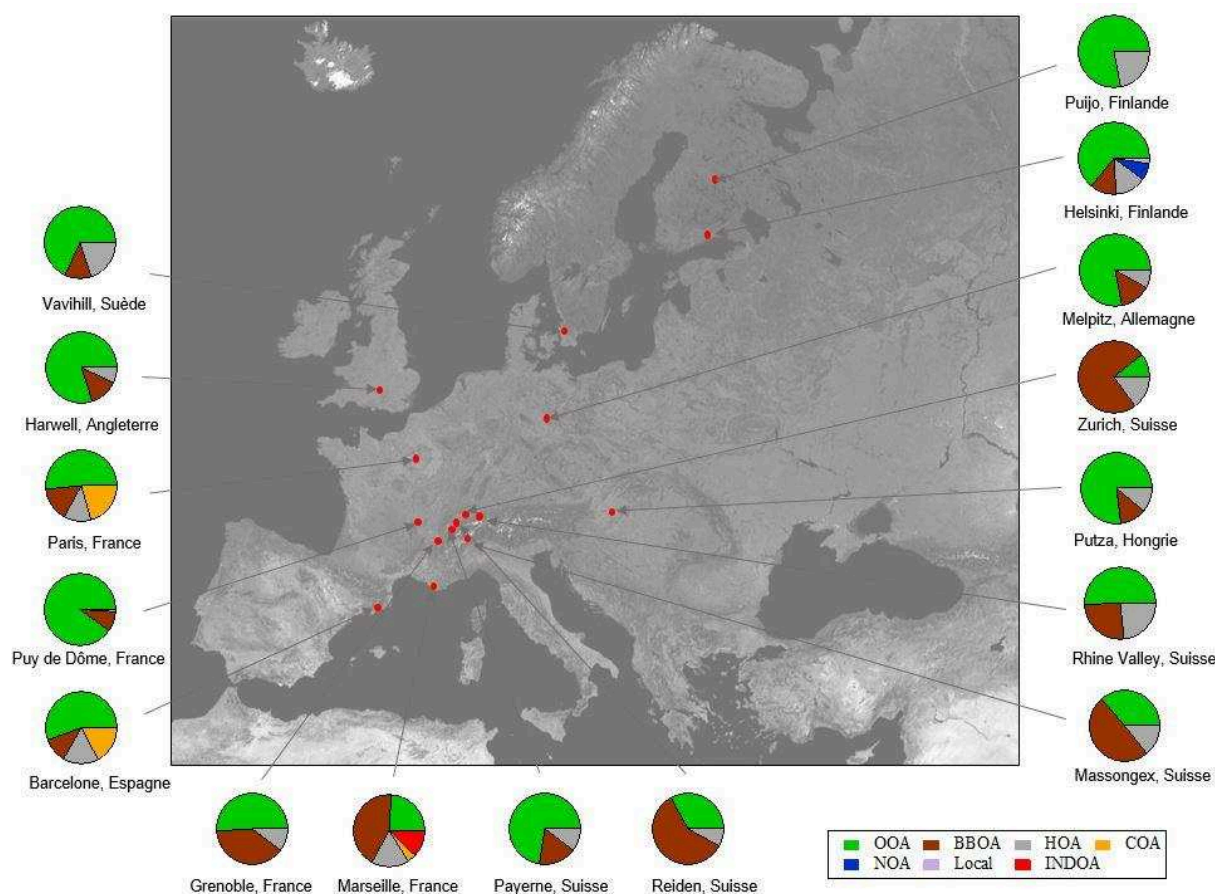 Puijo, Finlande
Helsinki, Finlande
Vavihill, Suède
Melpitz, Allemagne
Harwell, Angleterre
Zurich, Suisse
Paris, France
Putza, Hongrie
Puy de Dôme, France
Rhine Valley, Suisse
Barcelone, Espagne
Massongex, Suisse
Grenoble, France
Marseille, France
Payerne, Suisse
Reiden, Suisse
OOA BBOA HOA COA
NOA Local INDOA